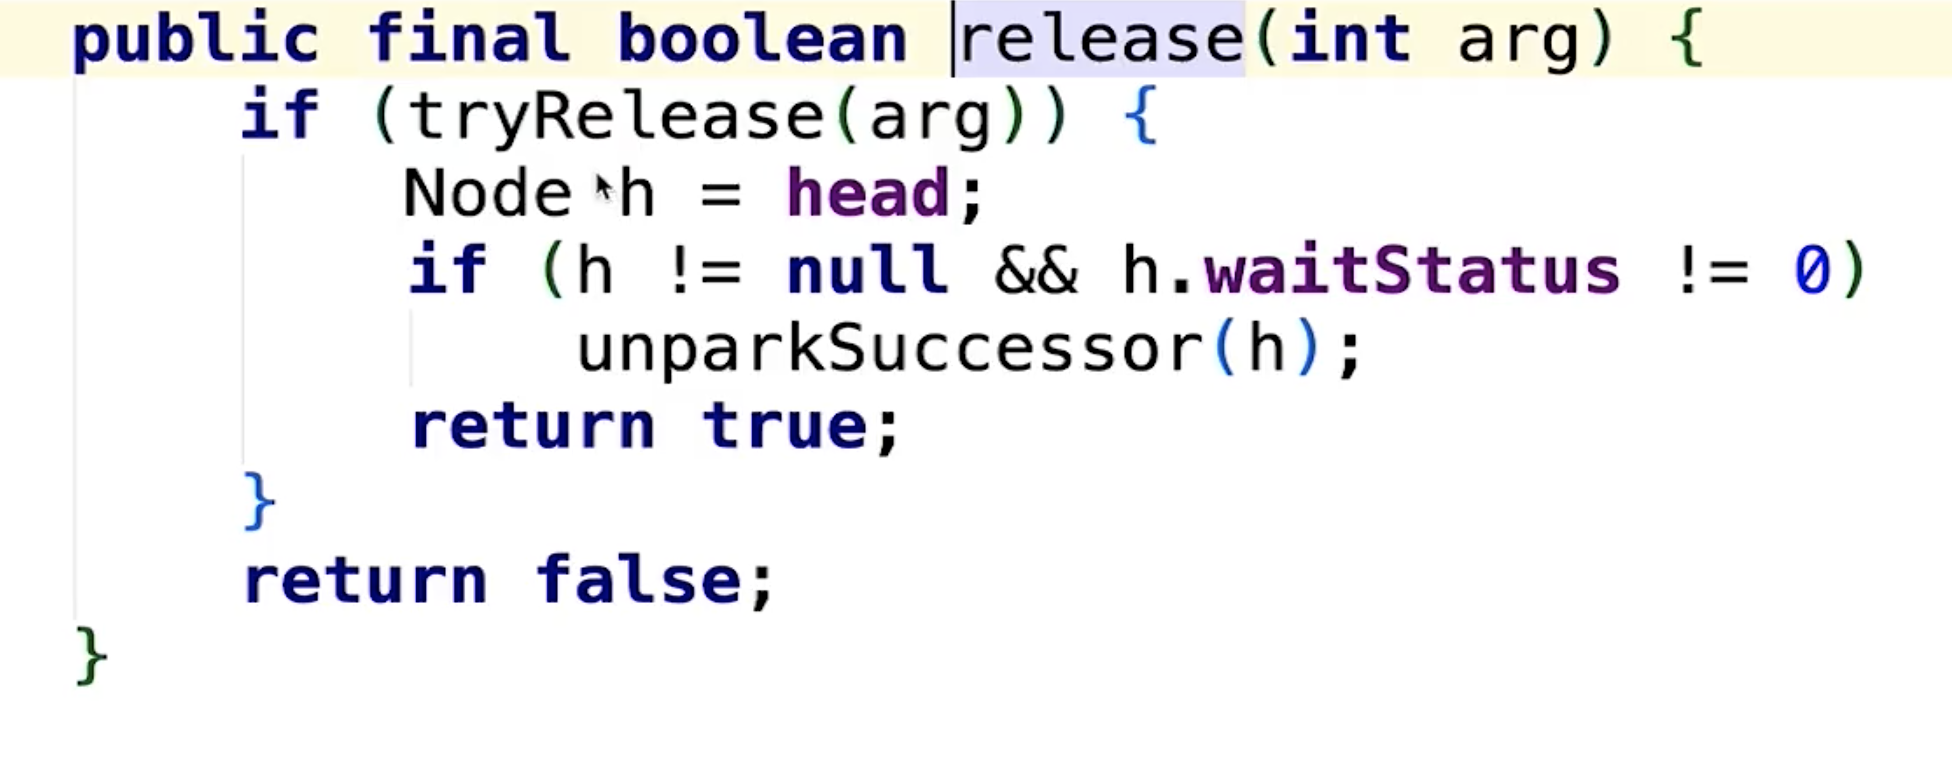 public final boolean release(int arg) {
if (tryRelease(arg)) {
Node h = head;
if (h != null && h.waitStatus != 0)
unparkSuccessor(h);
return true;
}
return false;
}